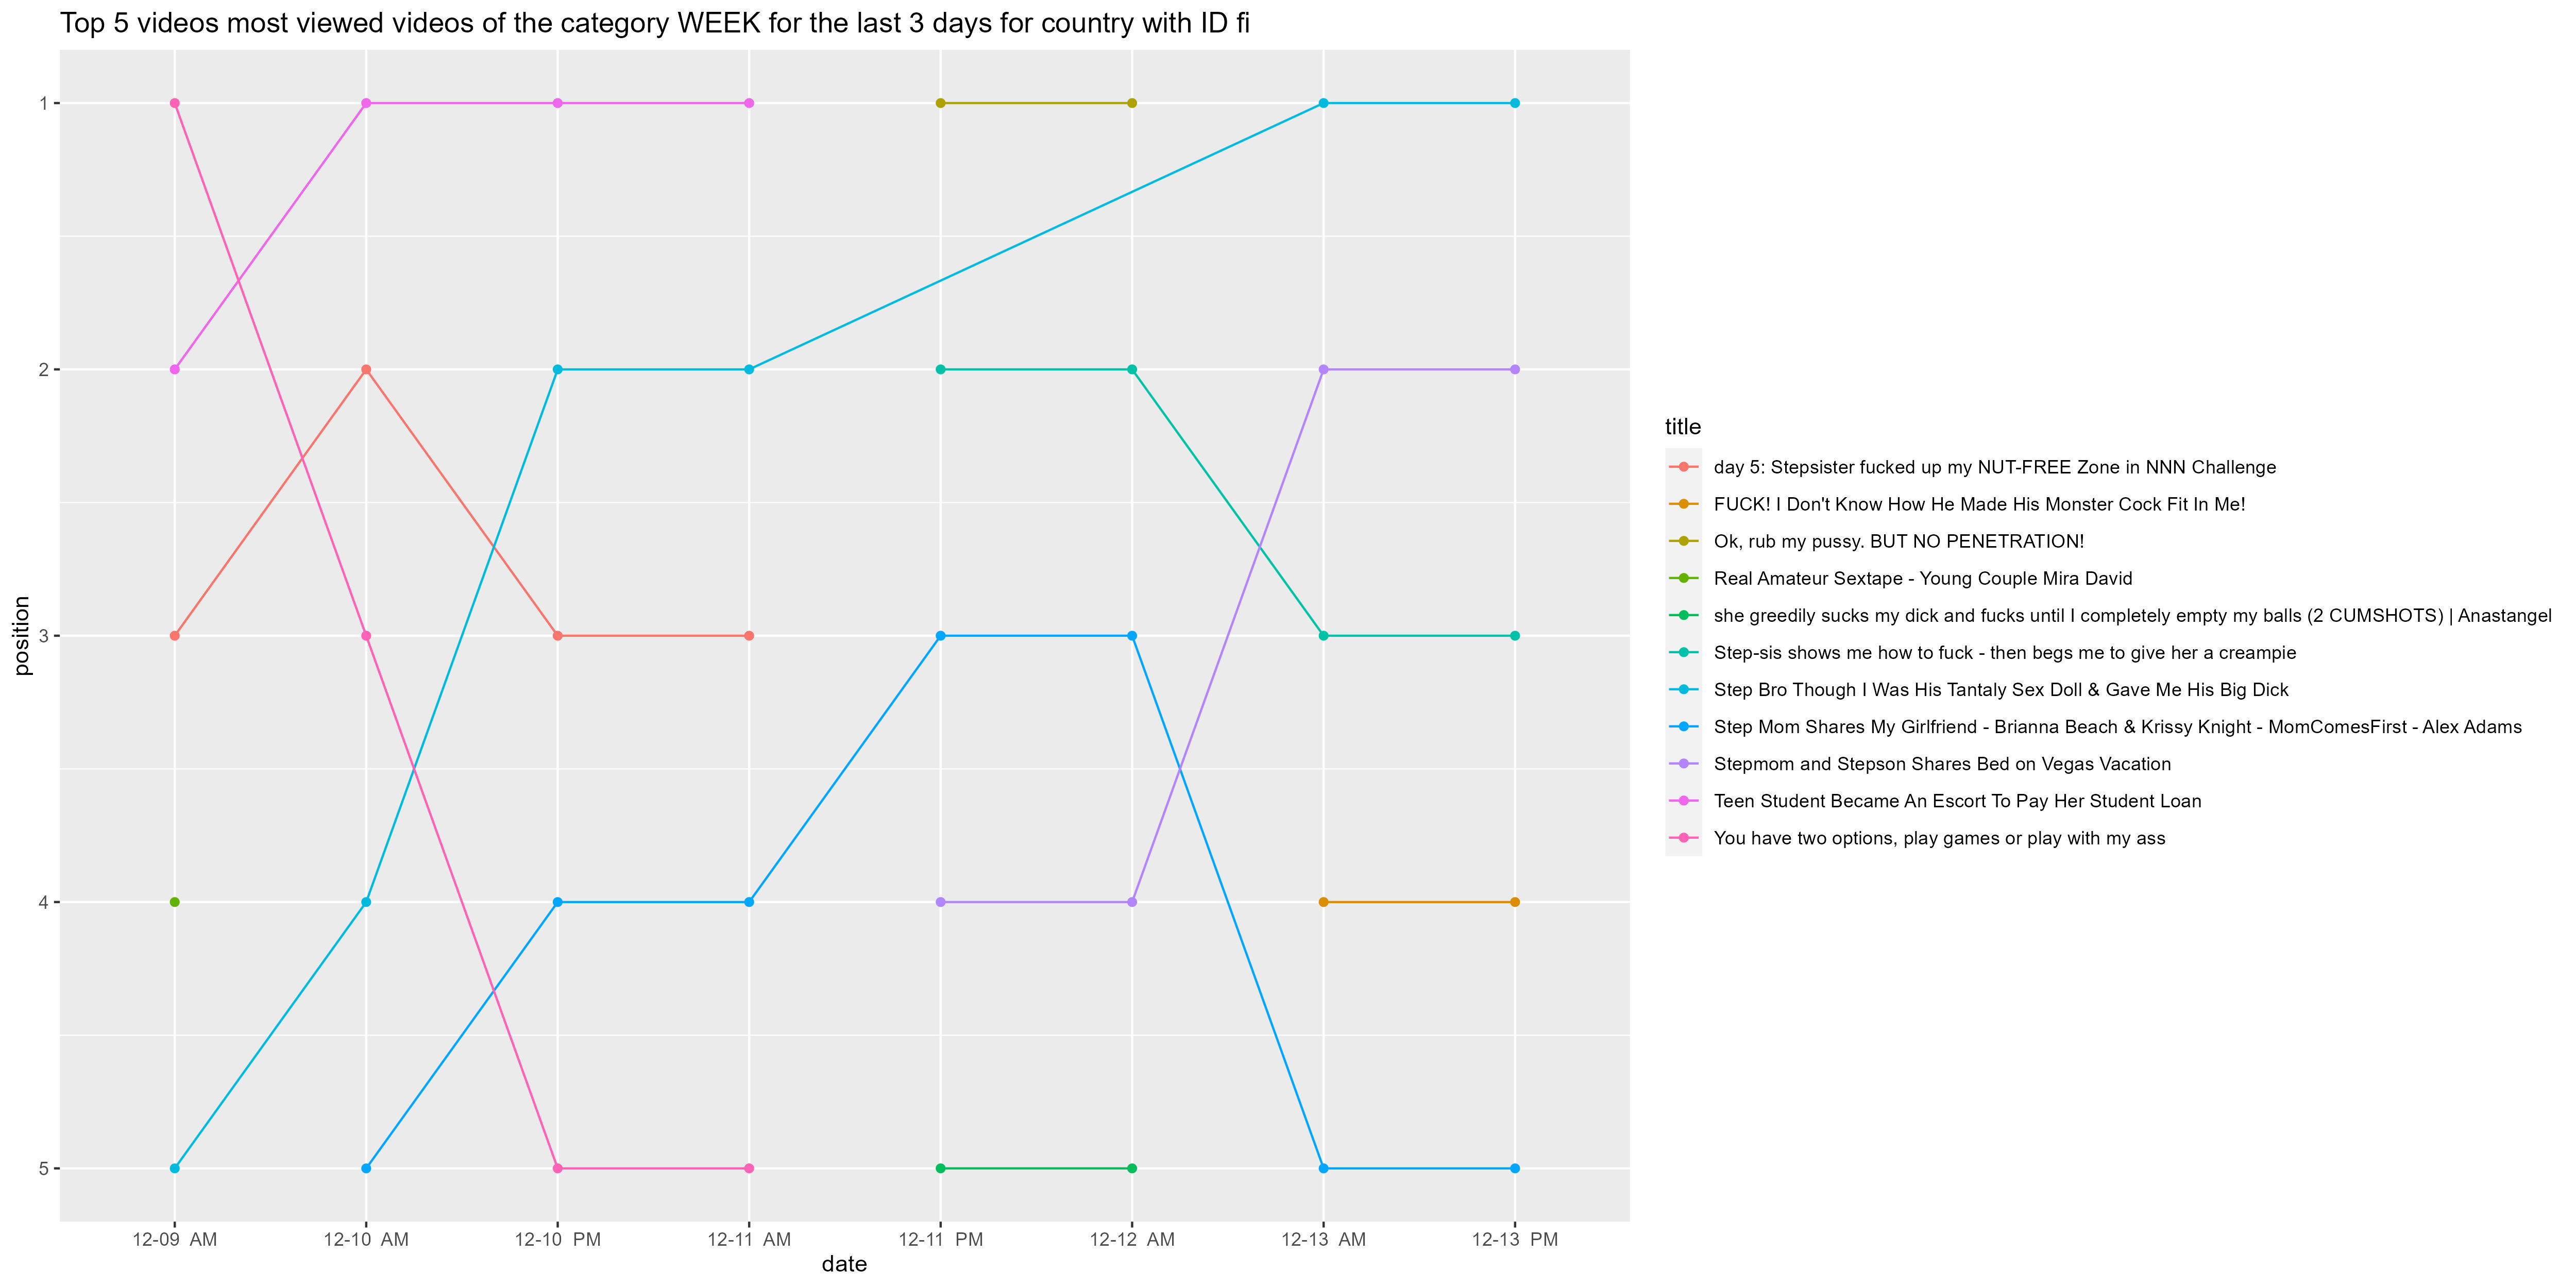 Top 5 videos most viewed videos of the category WEEK for the last 3 days for country with ID fi
position
1
2
3
4
5
12-09 AM
12-10 AM
12-10 PM
12-11 AM
12-11 PM
12-12 AM
12-13 AM
12-13 PM
date
title
day 5: Stepsister fucked up my NUT-FREE Zone in NNN Challenge
FUCK! I Don't Know How He Made His Monster Cock Fit In Me!
Ok, rub my pussy. BUT NO PENETRATION!
Real Amateur Sextape - Young Couple Mira David
she greedily sucks my dick and fucks until I completely empty my balls (2 CUMSHOTS) | Anastangel
Step-sis shows me how to fuck - then begs me to give her a creampie
Step Bro Though I Was His Tantaly Sex Doll & Gave Me His Big Dick
Step Mom Shares My Girlfriend - Brianna Beach & Krissy Knight - MomComesFirst - Alex Adams
Stepmom and Stepson Shares Bed on Vegas Vacation
Teen Student Became An Escort To Pay Her Student Loan
You have two options, play games or play with my ass